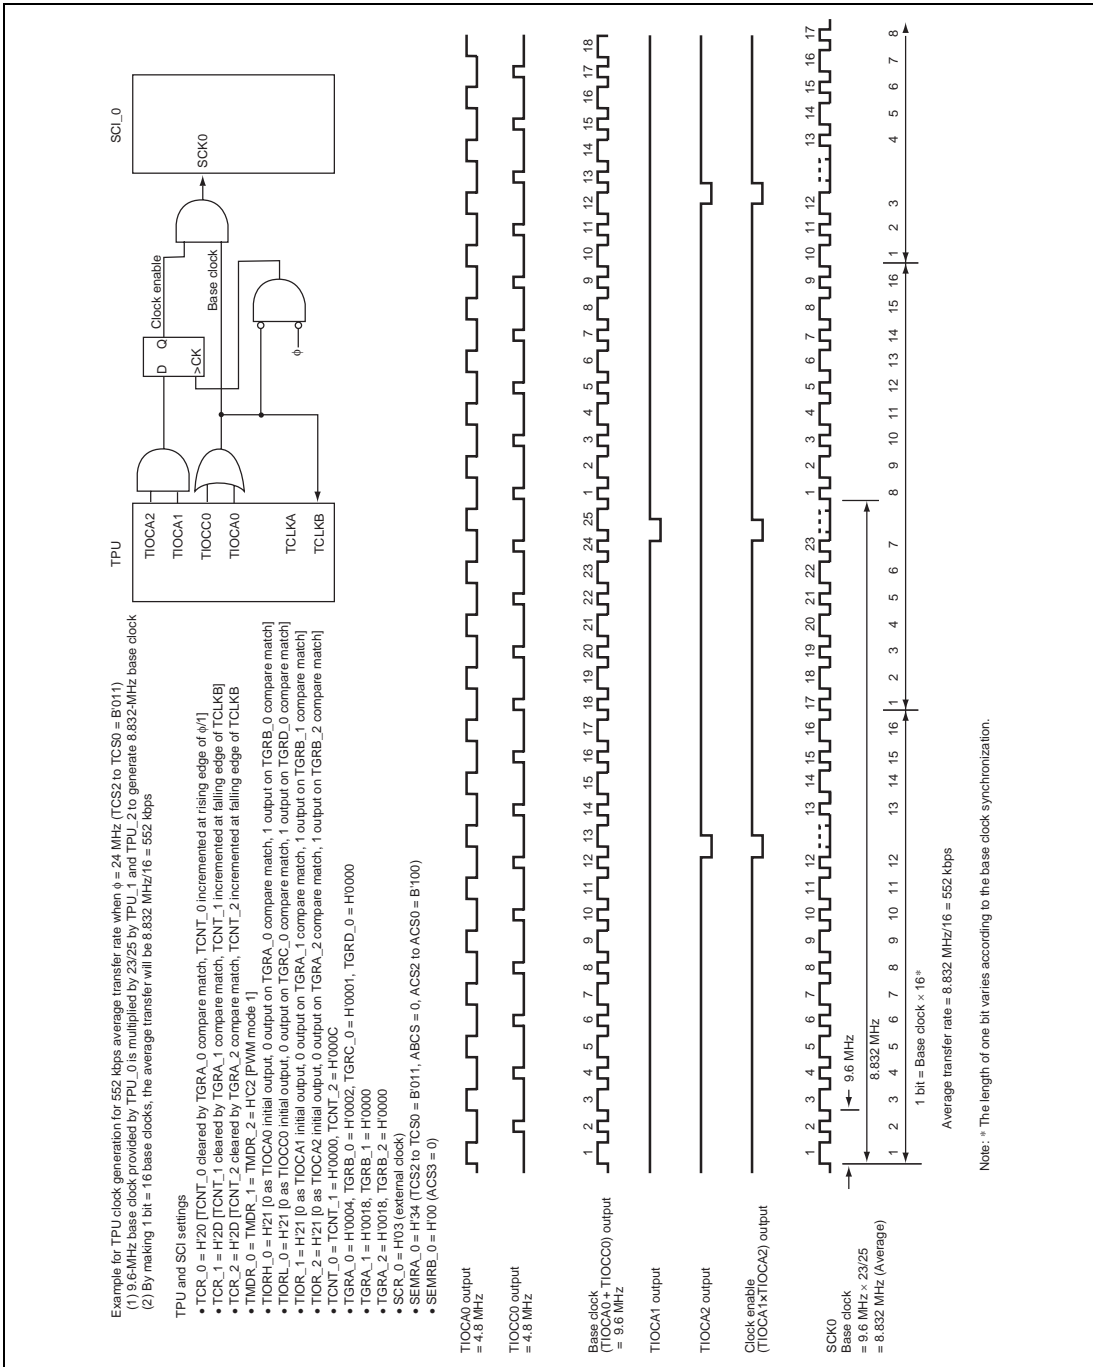 Example for TPU clock generation for 552 kbps average transfer rate when φ = 24 MHz (TCS2 to TCS0 = B'011)
(1) 9.6-MHz base clock provided by TPU_0 is multiplied by 23/25 by TPU_1 and TPU_2 to generate 8.832-MHz base clock
(2) By making 1 bit = 16 base clocks, the average transfer will be 8.832 MHz/16 = 552 kbps
TPU and SCI settings
• TCR_0 = H'20 [TCNT_0 cleared by TGRA_0 compare match, TCNT_0 incremented at rising edge of φ/1]
• TCR_1 = H'2D [TCNT_1 cleared by TGRA_1 compare match, TCNT_1 incremented at falling edge of TCLKB]
• TCR_2 = H'2D [TCNT_2 cleared by TGRA_2 compare match, TCNT_2 incremented at falling edge of TCLKB
• TMDR_0 = TMDR_1 = TMDR_2 = H'C2 [PWM mode 1]
• TIORH_0 = H'21 [0 as TIOCA0 initial output, 0 output on TGRA_0 compare match, 1 output on TGRB_0 compare match]
• TIORL_0 = H'21 [0 as TIOCC0 initial output, 0 output on TGRC_0 compare match, 1 output on TGRD_0 compare match]
• TIOR_1 = H'21 [0 as TIOCA1 initial output, 0 output on TGRA_1 compare match, 1 output on TGRB_1 compare match]
• TIOR_2 = H'21 [0 as TIOCA2 initial output, 0 output on TGRA_2 compare match, 1 output on TGRB_2 compare match]
• TCNT_0 = TCNT_1 = H'0000, TCNT_2 = H'000C
• TGRA_0 = H'0004, TGRB_0 = H'0002, TGRC_0 = H'0001, TGRD_0 = H'0000
• TGRA_1 = H'0018, TGRB_1 = H'0000
• TGRA_2 = H'0018, TGRB_2 = H'0000
• SCR_0 = H'03 (external clock)
• SEMRA_0 = H'34 (TCS2 to TCS0 = B'011, ABCS = 0, ACS2 to ACS0 = B'100)
• SEMRB_0 = H'00 (ACS3 = 0)
TPU
TIOCA2
TIOCA1
TIOCC0
TIOCA0
TCLKA
TCLKB
D Q
>CK
Clock enable
Base clock
φ
SCI_0
SCK0
TIOCA0 output
= 4.8 MHz
TIOCC0 output
= 4.8 MHz
Base clock
(TIOCA0 + TIOCC0) output
= 9.6 MHz
1 2 3 4 5 6 7 8 9 10 11 12 13 14 15 16 17 18 19 20 21 22 23 24 25 1 2 3 4 5 6 7 8 9 10 11 12 13 14 15 16 17 18
TIOCA1 output
TIOCA2 output
Clock enable
(TIOCA1×TIOCA2) output
SCK0
Base clock
= 9.6 MHz × 23/25
= 8.832 MHz (Average)
1 2 3 4 5 6 7 8 9 10 11 12 13 14 15 16 17 18 19 20 21 22 23 1 2 3 4 5 6 7 8 9 10 11 12 13 14 15 16 17
9.6 MHz
8.832 MHz
1 2 3 4 5 6 7 8 9 10 11 12 13 14 15 16 1 2 3 4 5 6 7 8 9 10 11 12 13 14 15 16 1 2 3 4 5 6 7 8
1 bit = Base clock × 16*
Average transfer rate = 8.832 MHz/16 = 552 kbps
Note: * The length of one bit varies according to the base clock synchronization.